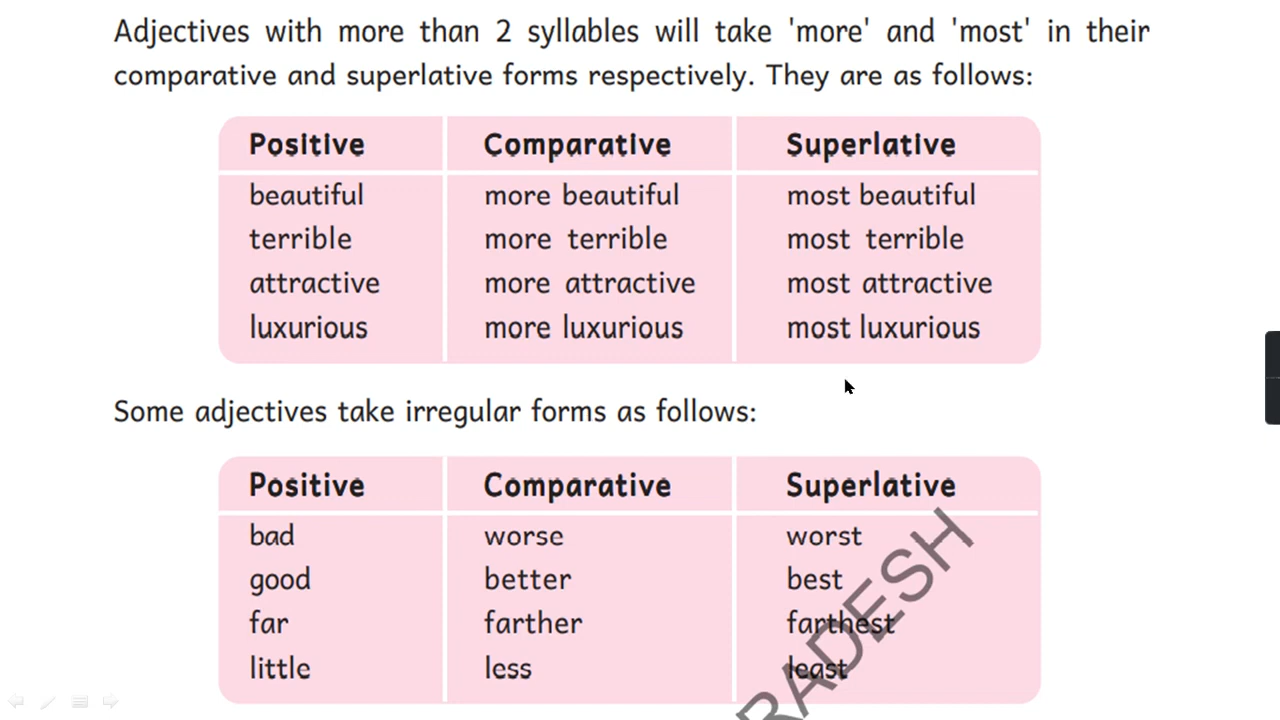 Adjectives with more than 2 syllables will take 'more' and 'most' in their
comparative and superlative forms respectively. They are as follows:
Positive Comparative Superlative
beautiful more beautiful most beautiful
terrible more terrible most terrible
attractive more attractive most attractive
luxurious more luxurious most luxurious
Some adjectives take irregular forms as follows:
Positive Comparative Superlative
bad worse worst
good better best
far farther farthest
little less least
RADESH